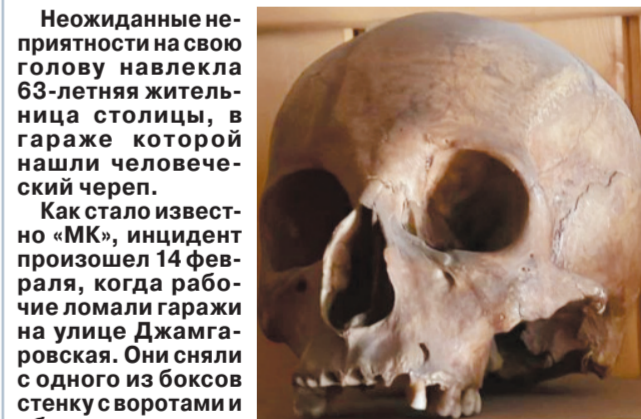 Неожиданные не-
приятности на свою
голову навлекла
63-летняя житель-
ница столицы, в
гараже которой
нашли человече-
ский череп.
Как стало извест-
но «МК», инцидент
произошел 14 фев-
раля, когда рабо-
чие ломали гаражи
на улице Джамга-
ровская. Они сняли
с одного из боксов
стенку с воротами и